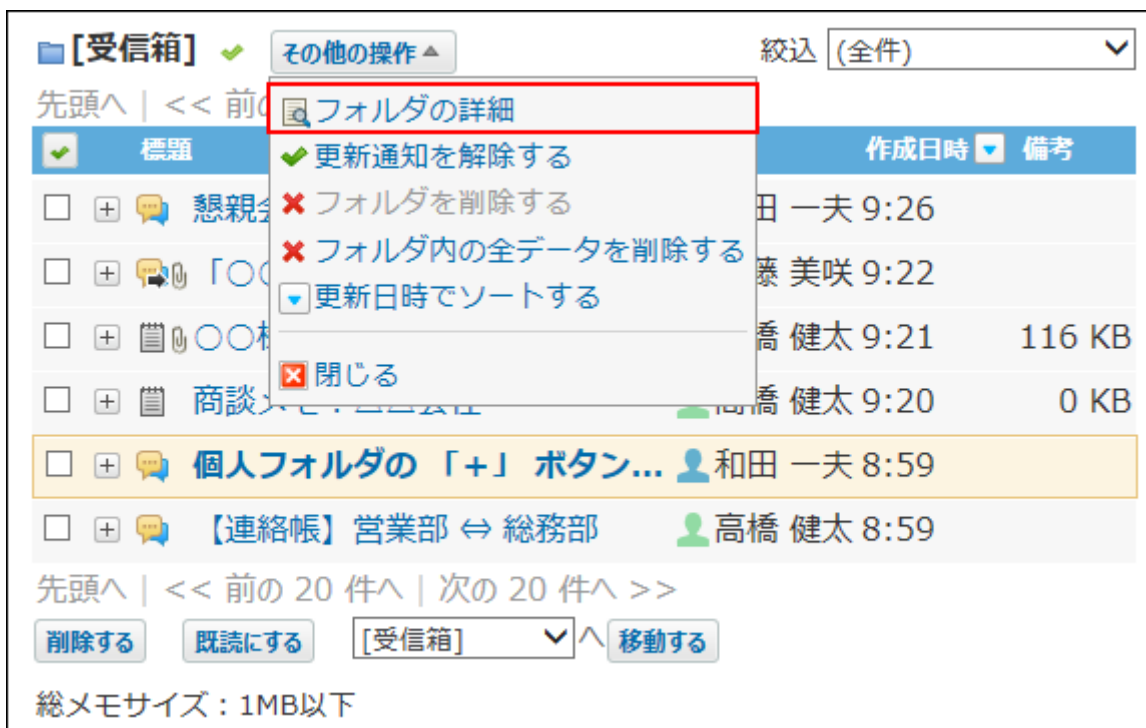 [受信箱] その他の操作 絞込 (全件)
先頭へ | << 前の
フォルダの詳細
標題 作成日時 備考
更新通知を解除する
懇親会 田 一夫 9:26
フォルダを削除する
フォルダ内の全データを削除する
「○○ 藤 美咲 9:22
更新日時でソートする
○○様 橋 健太 9:21 116 KB
閉じる
商談メモ:△△会社 高橋 健太 9:20 0 KB
個人フォルダの 「+」 ボタン... 和田 一夫 8:59
【連絡帳】営業部 ⇔ 総務部 高橋 健太 8:59
先頭へ | << 前の 20 件へ | 次の 20 件へ >>
削除する 既読にする [受信箱] へ 移動する
総メモサイズ:1MB以下